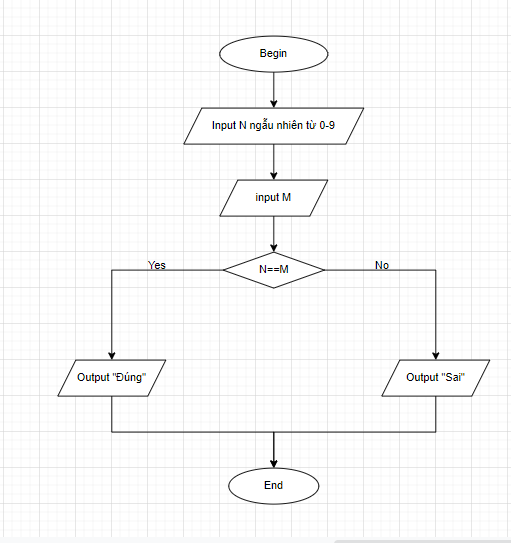 Begin
Input N ngẫu nhiên từ 0-9
input M
N==M
Yes
No
Output "Đúng"
Output "Sai"
End